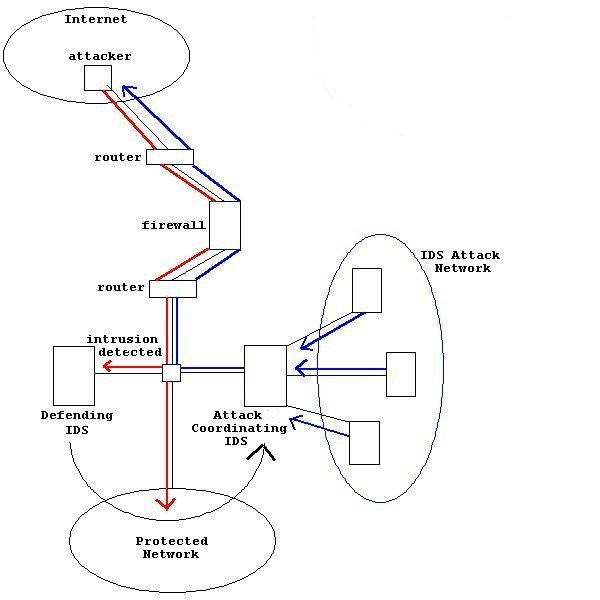 Internet
attacker
router
firewall
router
IDS Attack
Network
intrusion
detected
Defending
IDS
Attack
Coordinating
IDS
Protected
Network